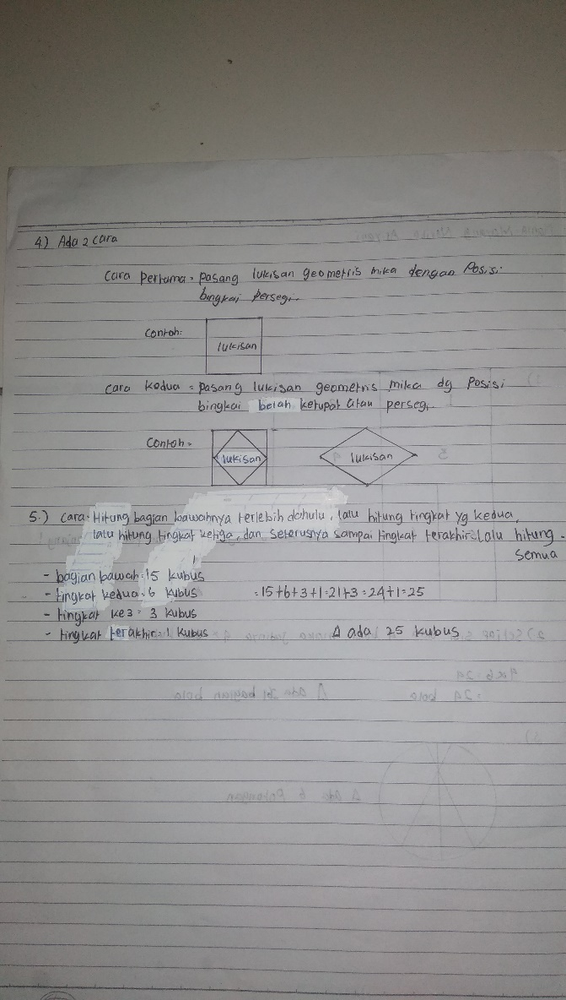 4.) Ada 2 cara
Cara pertama = pasang lukisan geometris mika dengan Posisi
bingkai persegi.
Contoh:
lukisan
Cara kedua = pasang lukisan geometris mika dg Posisi
bingkai belah ketupat atau persegi
Contoh =
lukisan
lukisan
5.) Cara: Hitung bagian bawahnya terlebih dahulu, lalu hitung tingkat yg kedua,
lalu hitung tingkat ketiga, dan seterusnya sampai tingkat terakhir. lalu hitung
semua
- bagian bawah = 15 kubus
- tingkat kedua = 6 kubus = 15+6+3+1 = 21+3 = 24+1 = 25
- tingkat ke 3 = 3 kubus
- tingkat terakhir = 1 kubus Δ ada 25 kubus